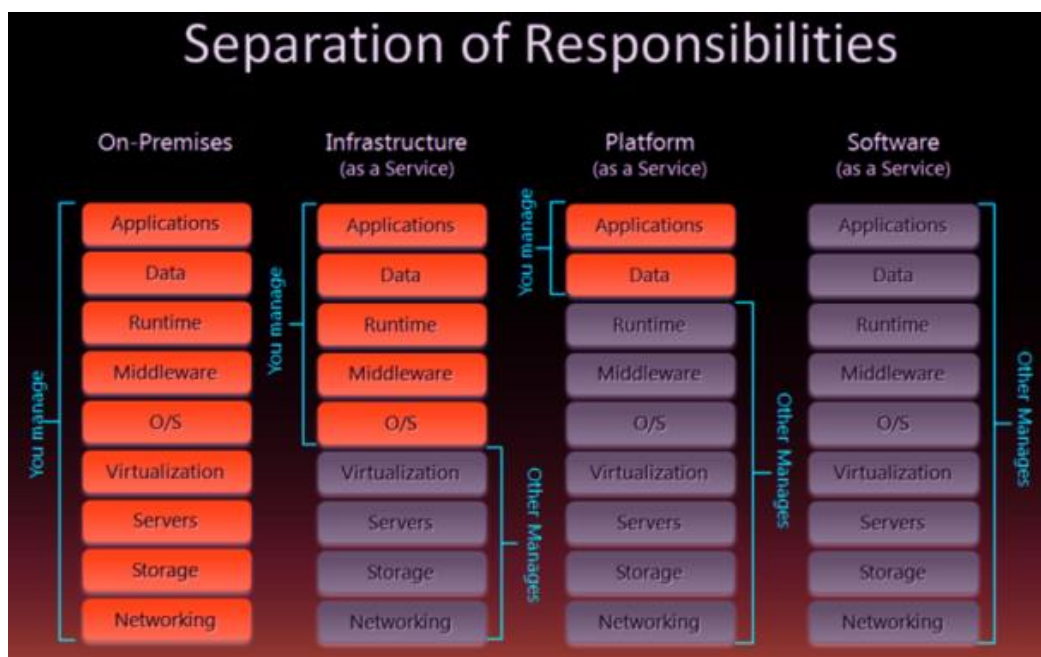 Separation of Responsibilities
On-Premises
You manage
Applications
Data
Runtime
Middleware
O/S
Virtualization
Servers
Storage
Networking
Infrastructure
(as a Service)
You manage
Applications
Data
Runtime
Middleware
O/S
Virtualization
Servers
Storage
Networking
Other Manages
Platform
(as a Service)
You manage
Applications
Data
Runtime
Middleware
O/S
Virtualization
Servers
Storage
Networking
Other Manages
Software
(as a Service)
Applications
Data
Runtime
Middleware
O/S
Virtualization
Servers
Storage
Networking
Other Manages